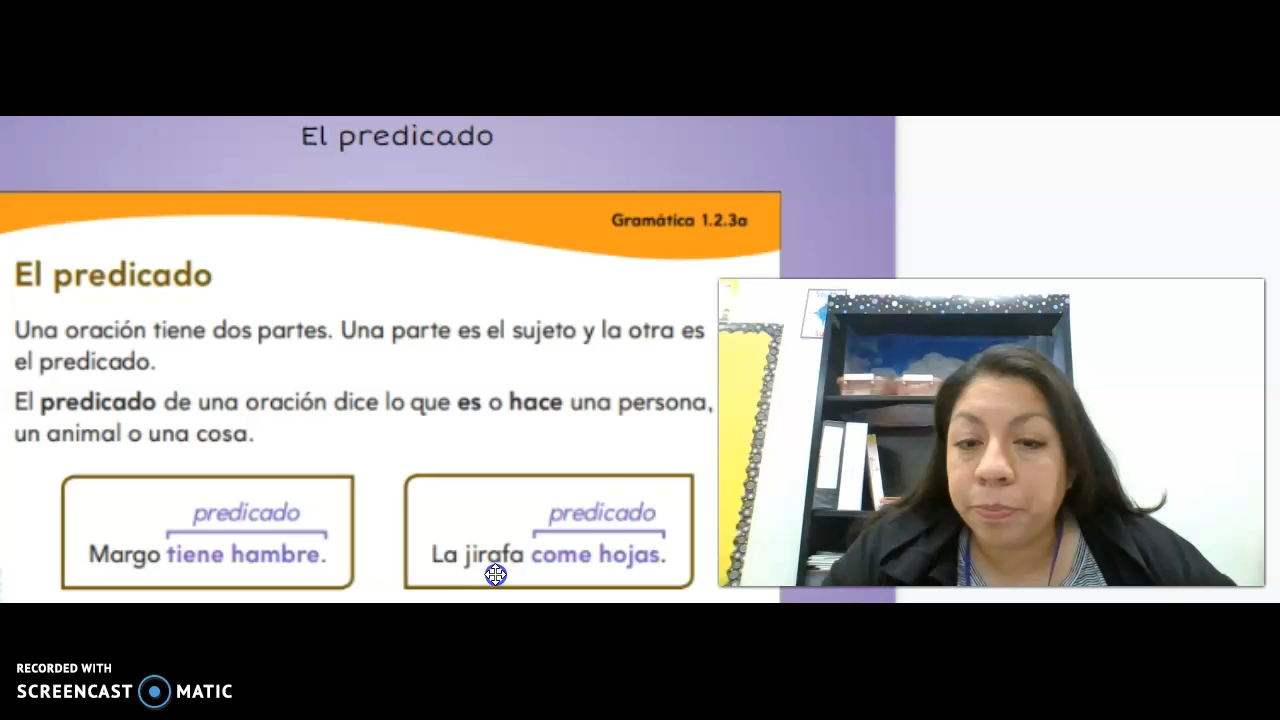 El predicado
Gramática 1.2.3a
El predicado
Una oración tiene dos partes. Una parte es el sujeto y la otra es
el predicado.
El predicado de una oración dice lo que es o hace una persona,
un animal o una cosa.
predicado
Margo tiene hambre.
predicado
La jirafa come hojas.
RECORDED WITH
SCREENCAST MATIC